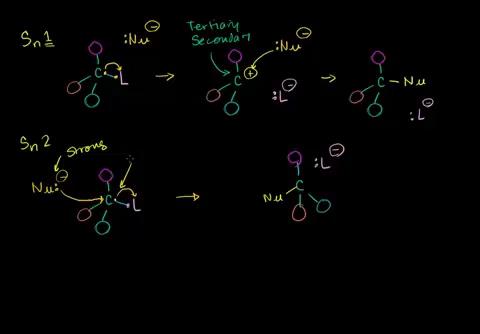 Sn1
:Nu −
Tertiary
Secondary
:Nu −
C L
C +
:L −
C Nu
:L −
Sn2
strong
Nu: −
C L
:L −
Nu C